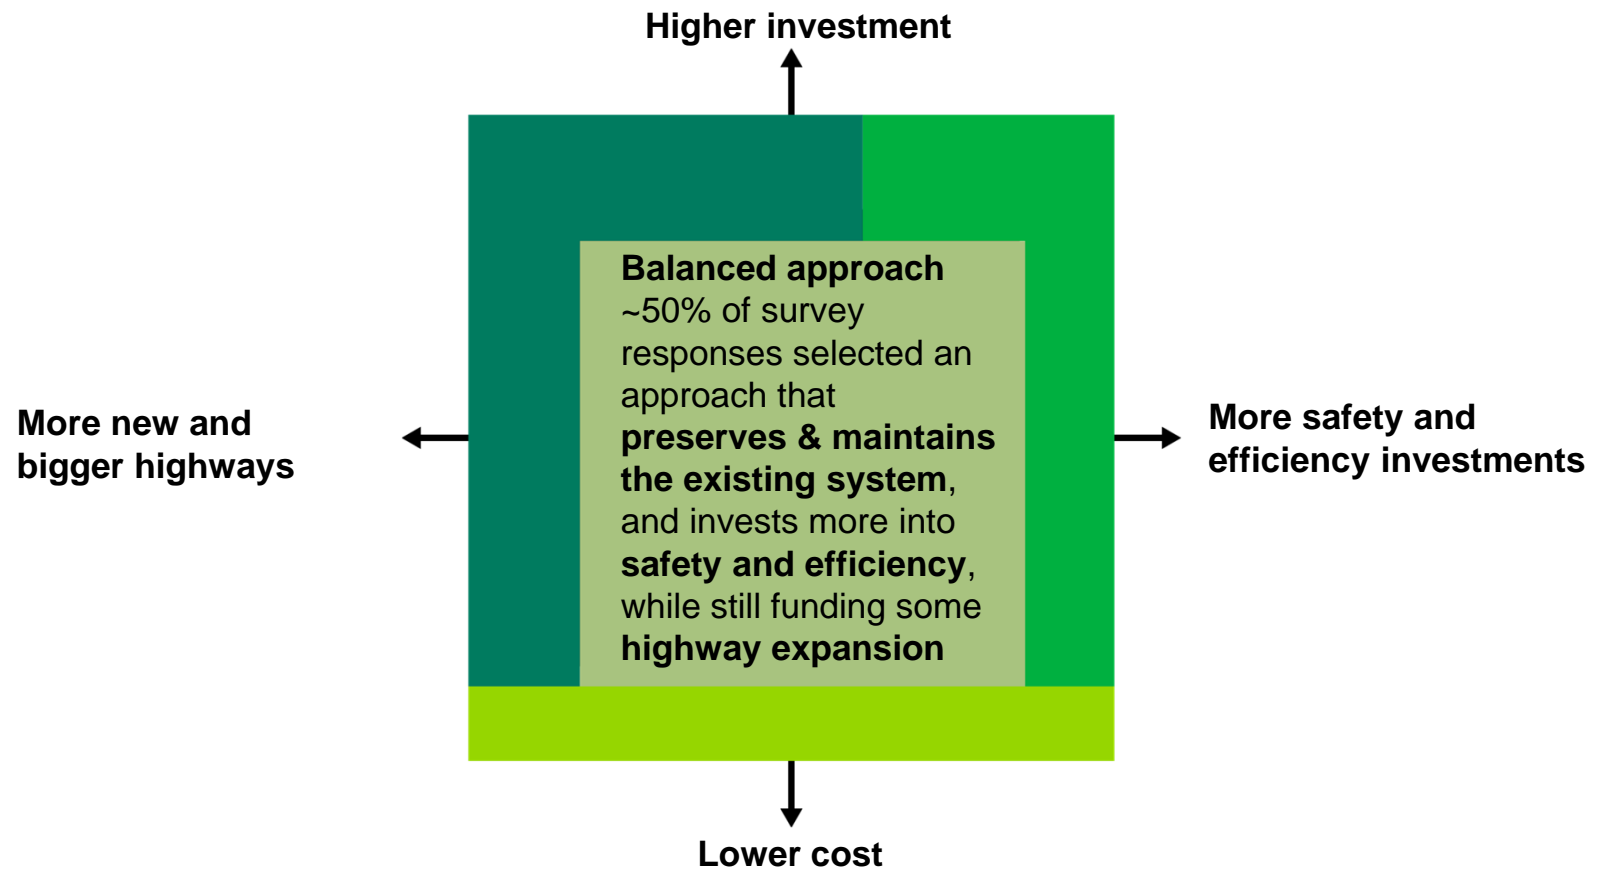 Higher investment
More new and
bigger highways
Balanced approach
~50% of survey
responses selected an
approach that
preserves & maintains
the existing system,
and invests more into
safety and efficiency,
while still funding some
highway expansion
More safety and
efficiency investments
Lower cost